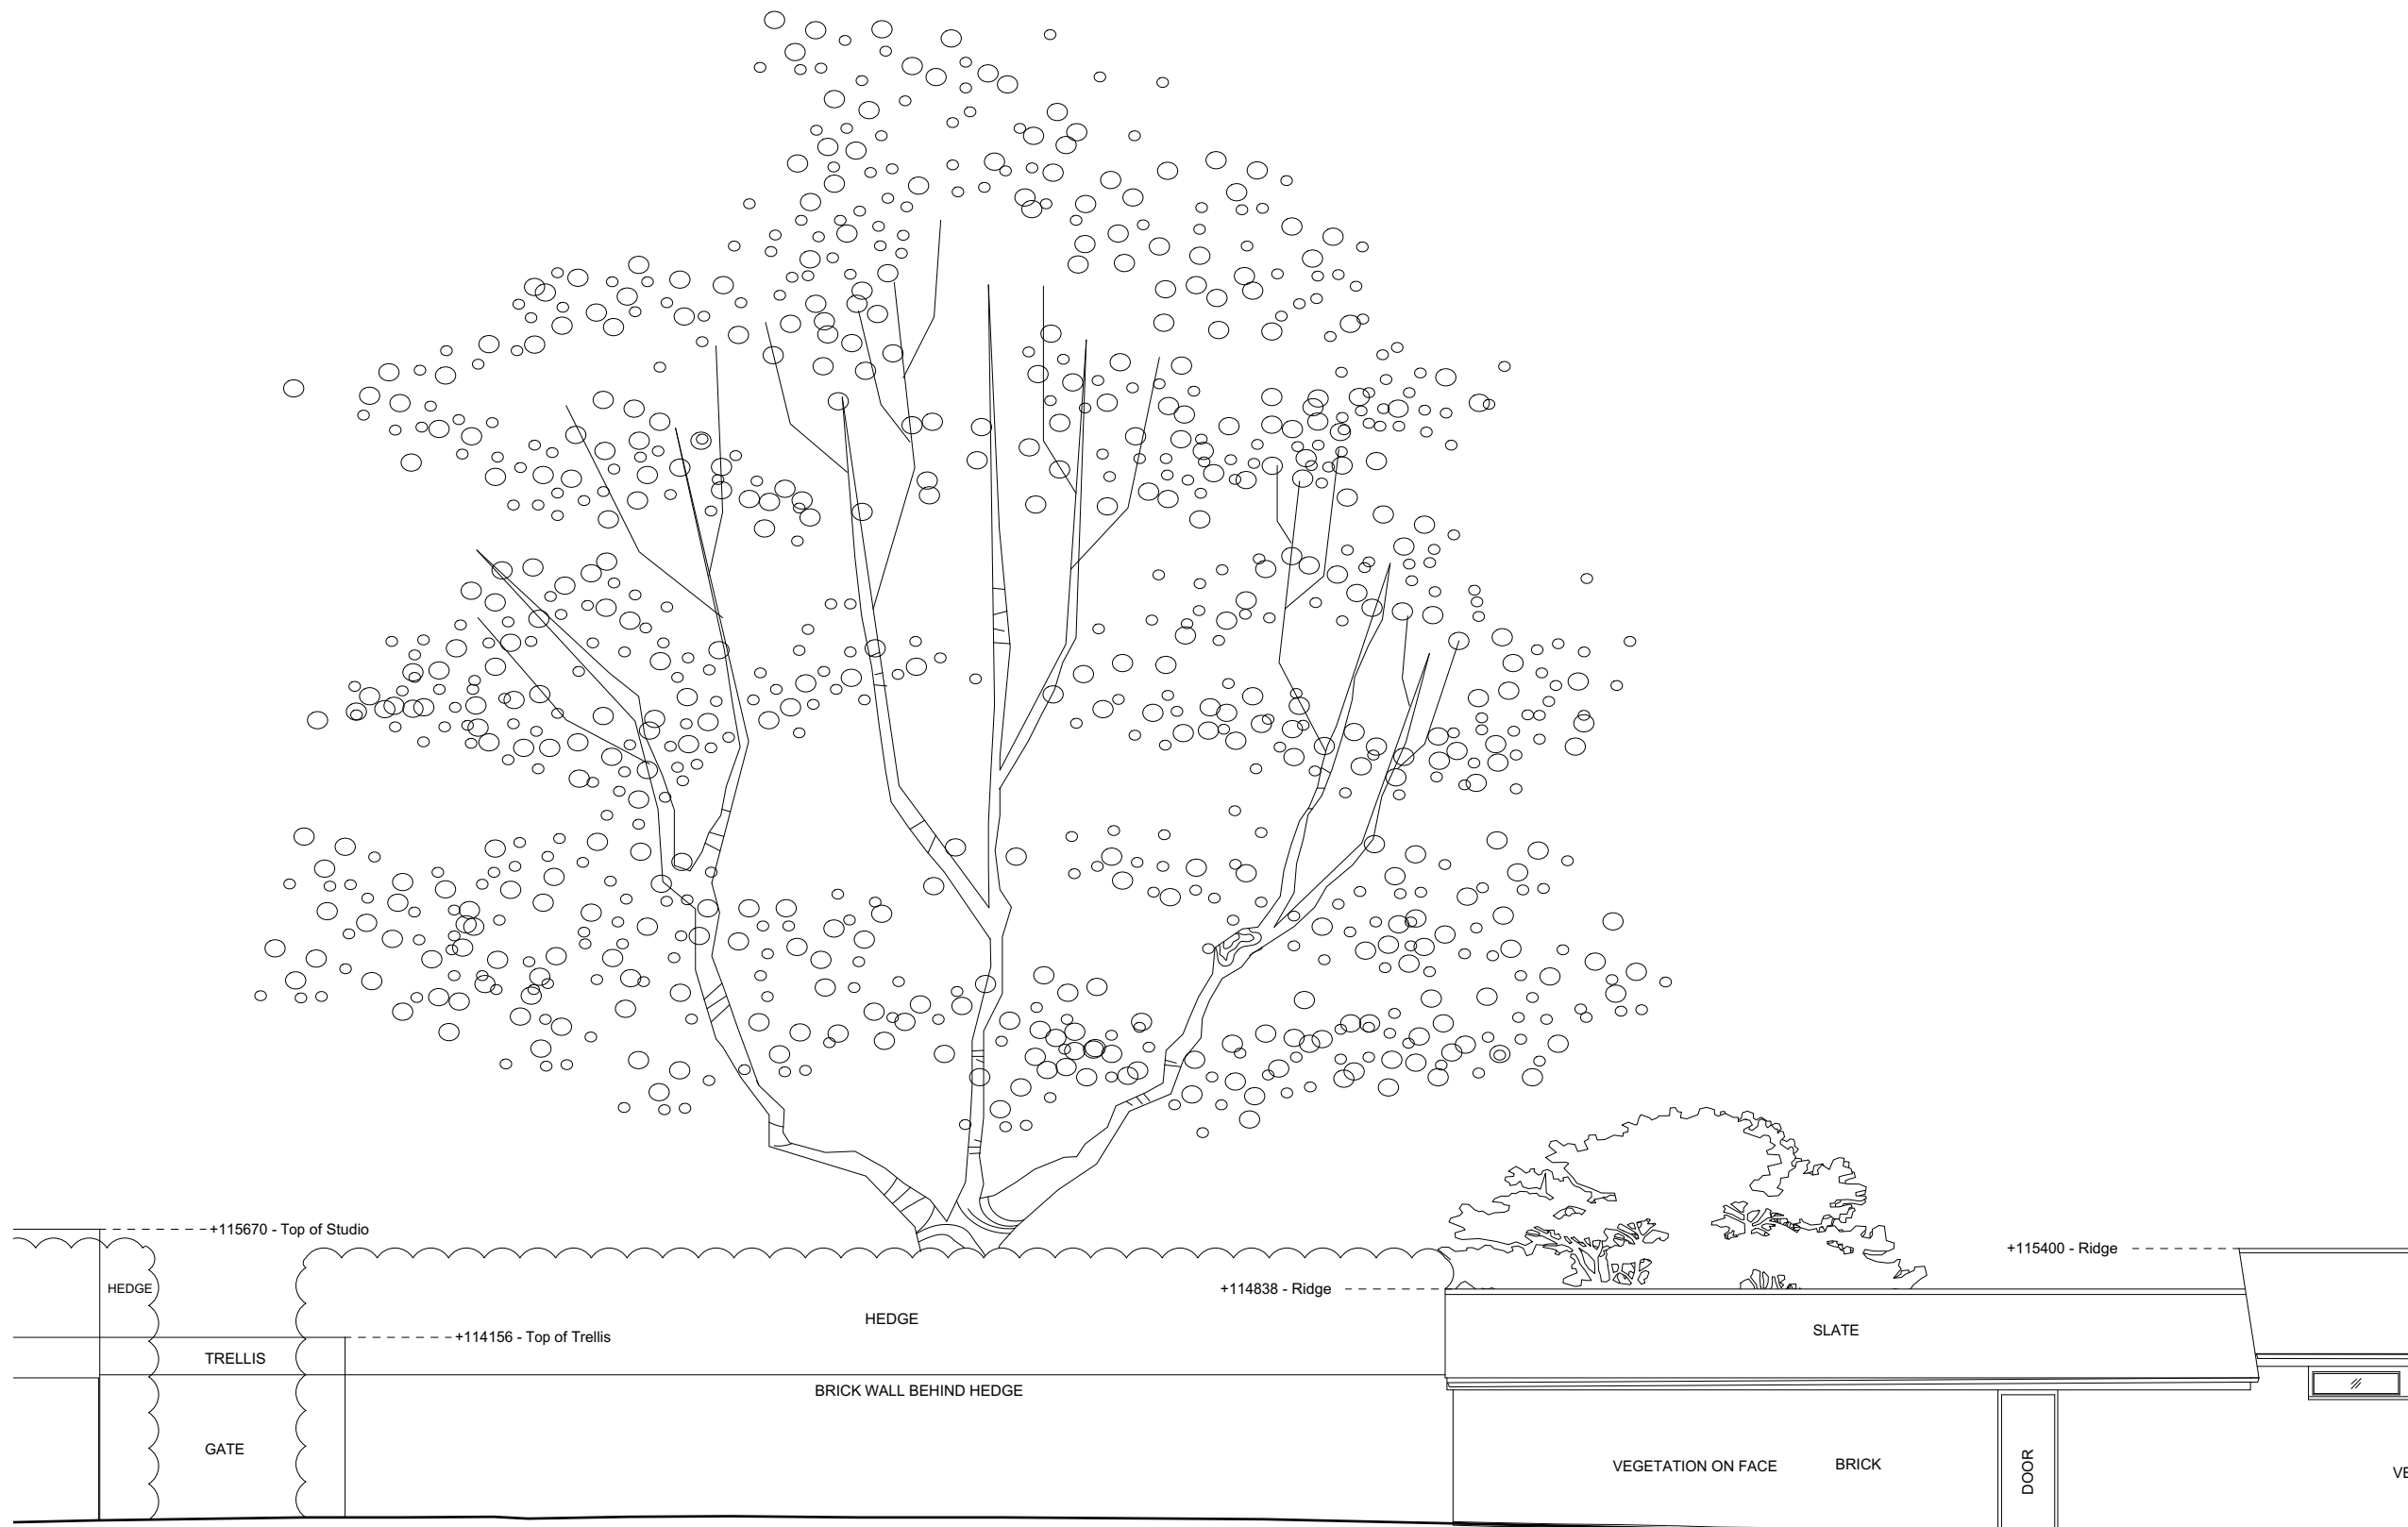 +115670 - Top of Studio
+115400 - Ridge
HEDGE
+114838 - Ridge
HEDGE
SLATE
+114156 - Top of Trellis
TRELLIS
BRICK WALL BEHIND HEDGE
GATE
VEGETATION ON FACE
BRICK
DOOR
VE